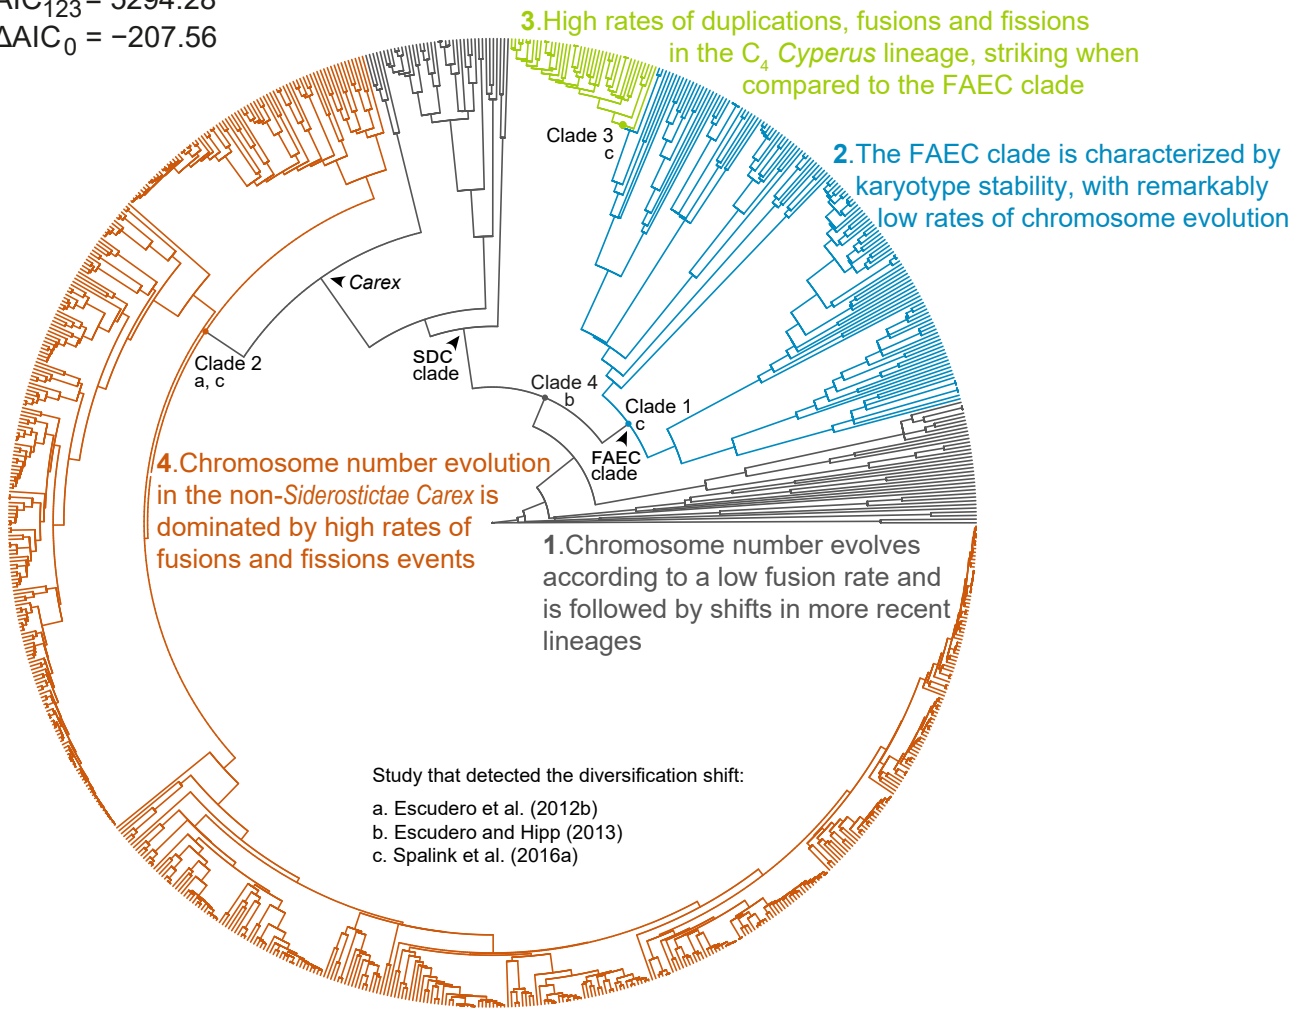 AIC123 = 5294.28
ΔAIC0 = −207.56
3.High rates of duplications, fusions and fissions
in the C4 Cyperus lineage, striking when
compared to the FAEC clade
Clade 3
c
2.The FAEC clade is characterized by
karyotype stability, with remarkably
low rates of chromosome evolution
Carex
SDC
clade
Clade 2
a, c
Clade 4
b
Clade 1
c
FAEC
clade
4.Chromosome number evolution
in the non-Siderostictae Carex is
dominated by high rates of
fusions and fissions events
1.Chromosome number evolves
according to a low fusion rate and
is followed by shifts in more recent
lineages
Study that detected the diversification shift:
a. Escudero et al. (2012b)
b. Escudero and Hipp (2013)
c. Spalink et al. (2016a)